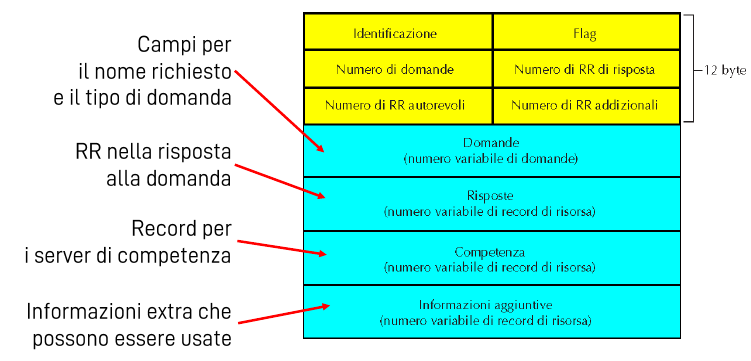 Campi per
il nome richiesto
e il tipo di domanda
RR nella risposta
alla domanda
Record per
i server di competenza
Informazioni extra che
possono essere usate
Identificazione
Flag
Numero di domande
Numero di RR di risposta
Numero di RR autorevoli
Numero di RR addizionali
12 byte
Domande
(numero variabile di domande)
Risposte
(numero variabile di record di risorsa)
Competenza
(numero variabile di record di risorsa)
Informazioni aggiuntive
(numero variabile di record di risorsa)